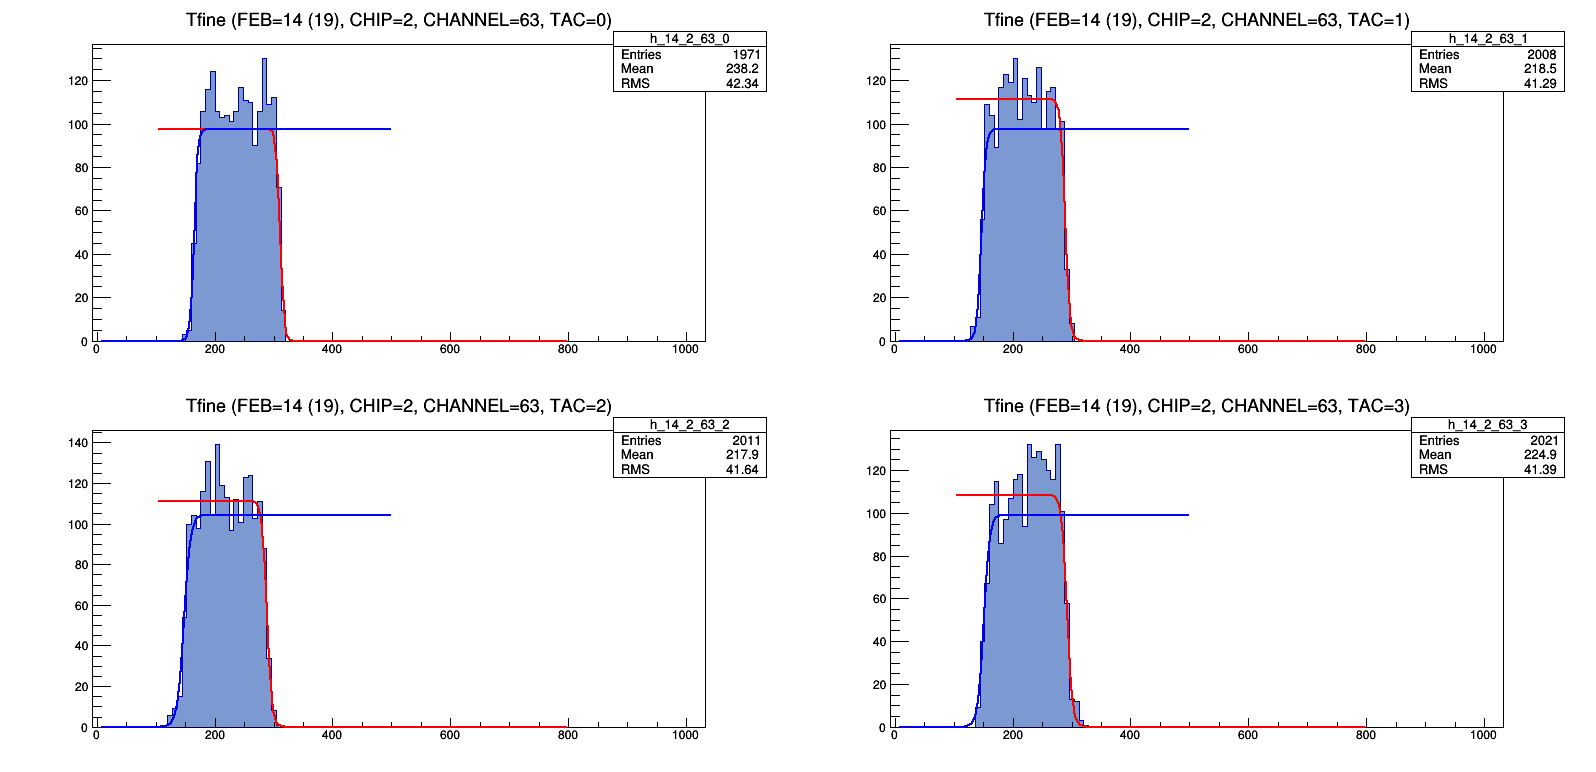 Tfine (FEB=14 (19), CHIP=2, CHANNEL=63, TAC=0)
h_14_2_63_0
Entries 1971
Mean 238.2
RMS 42.34
120
100
80
60
40
20
0
0 200 400 600 800 1000
Tfine (FEB=14 (19), CHIP=2, CHANNEL=63, TAC=1)
h_14_2_63_1
Entries 2008
Mean 218.5
RMS 41.29
120
100
80
60
40
20
0
0 200 400 600 800 1000
Tfine (FEB=14 (19), CHIP=2, CHANNEL=63, TAC=2)
h_14_2_63_2
Entries 2011
Mean 217.9
RMS 41.64
140
120
100
80
60
40
20
0
0 200 400 600 800 1000
Tfine (FEB=14 (19), CHIP=2, CHANNEL=63, TAC=3)
h_14_2_63_3
Entries 2021
Mean 224.9
RMS 41.39
120
100
80
60
40
20
0
0 200 400 600 800 1000